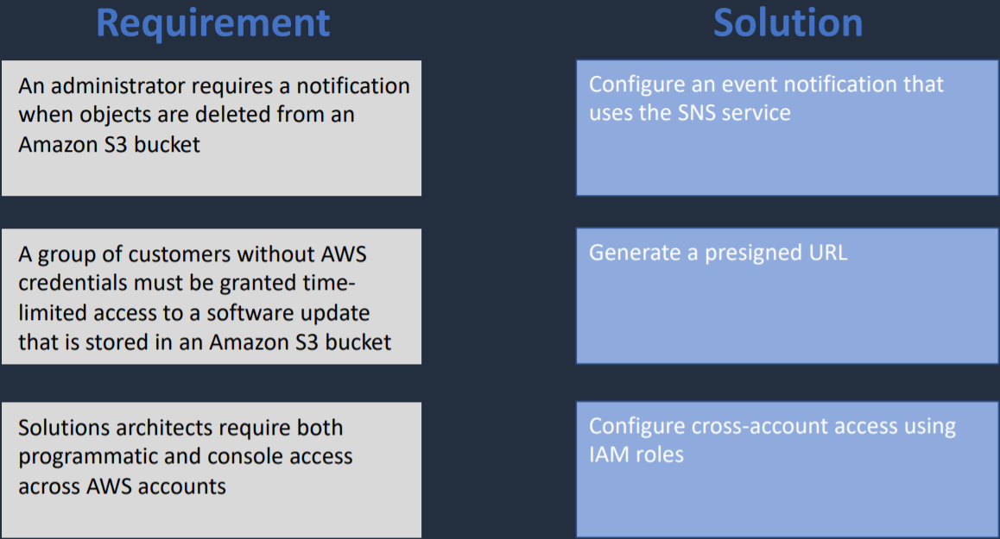 Requirement
Solution
An administrator requires a notification
when objects are deleted from an
Amazon S3 bucket
Configure an event notification that
uses the SNS service
A group of customers without AWS
credentials must be granted time-
limited access to a software update
that is stored in an Amazon S3 bucket
Generate a presigned URL
Solutions architects require both
programmatic and console access
across AWS accounts
Configure cross-account access using
IAM roles